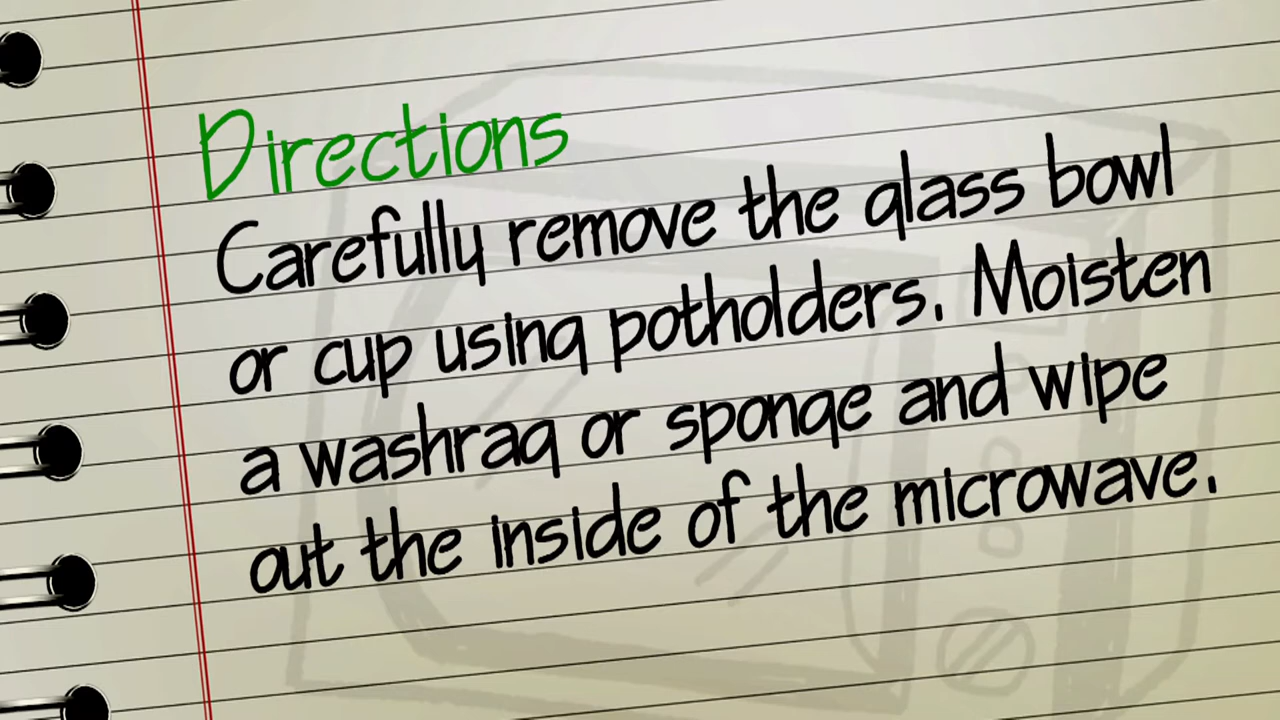 Directions
Carefully remove the glass bowl
or cup using potholders. Moisten
a washrag or sponge and wipe
out the inside of the microwave.